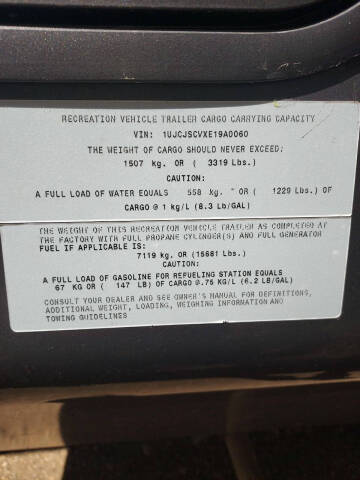 RECREATION VEHICLE TRAILER CARGO CARRYING CAPACITY
VIN: 1UJCJSCVXE19A0060
THE WEIGHT OF CARGO SHOULD NEVER EXCEED:
1507 kg. OR ( 3319 Lbs.)
CAUTION:
A FULL LOAD OF WATER EQUALS 558 kg. OR ( 1229 Lbs.) OF
CARGO @ 1 kg/L (8.3 Lb/GAL)
THE WEIGHT OF THIS RECREATION VEHICLE TRAILER AS COMPLETED AT
THE FACTORY WITH FULL PROPANE CYLINDER(S) AND FULL GENERATOR
FUEL IF APPLICABLE IS:
7119 kg. OR (15681 Lbs.)
CAUTION:
A FULL LOAD OF GASOLINE FOR REFUELING STATION EQUALS
67 KG OR ( 147 LB) OF CARGO @.75 KG/L (6.2 LB/GAL)
CONSULT YOUR DEALER AND SEE OWNER'S MANUAL FOR DEFINITIONS,
ADDITIONAL WEIGHT, LOADING, WEIGHING INFORMATION AND
TOWING GUIDELINES